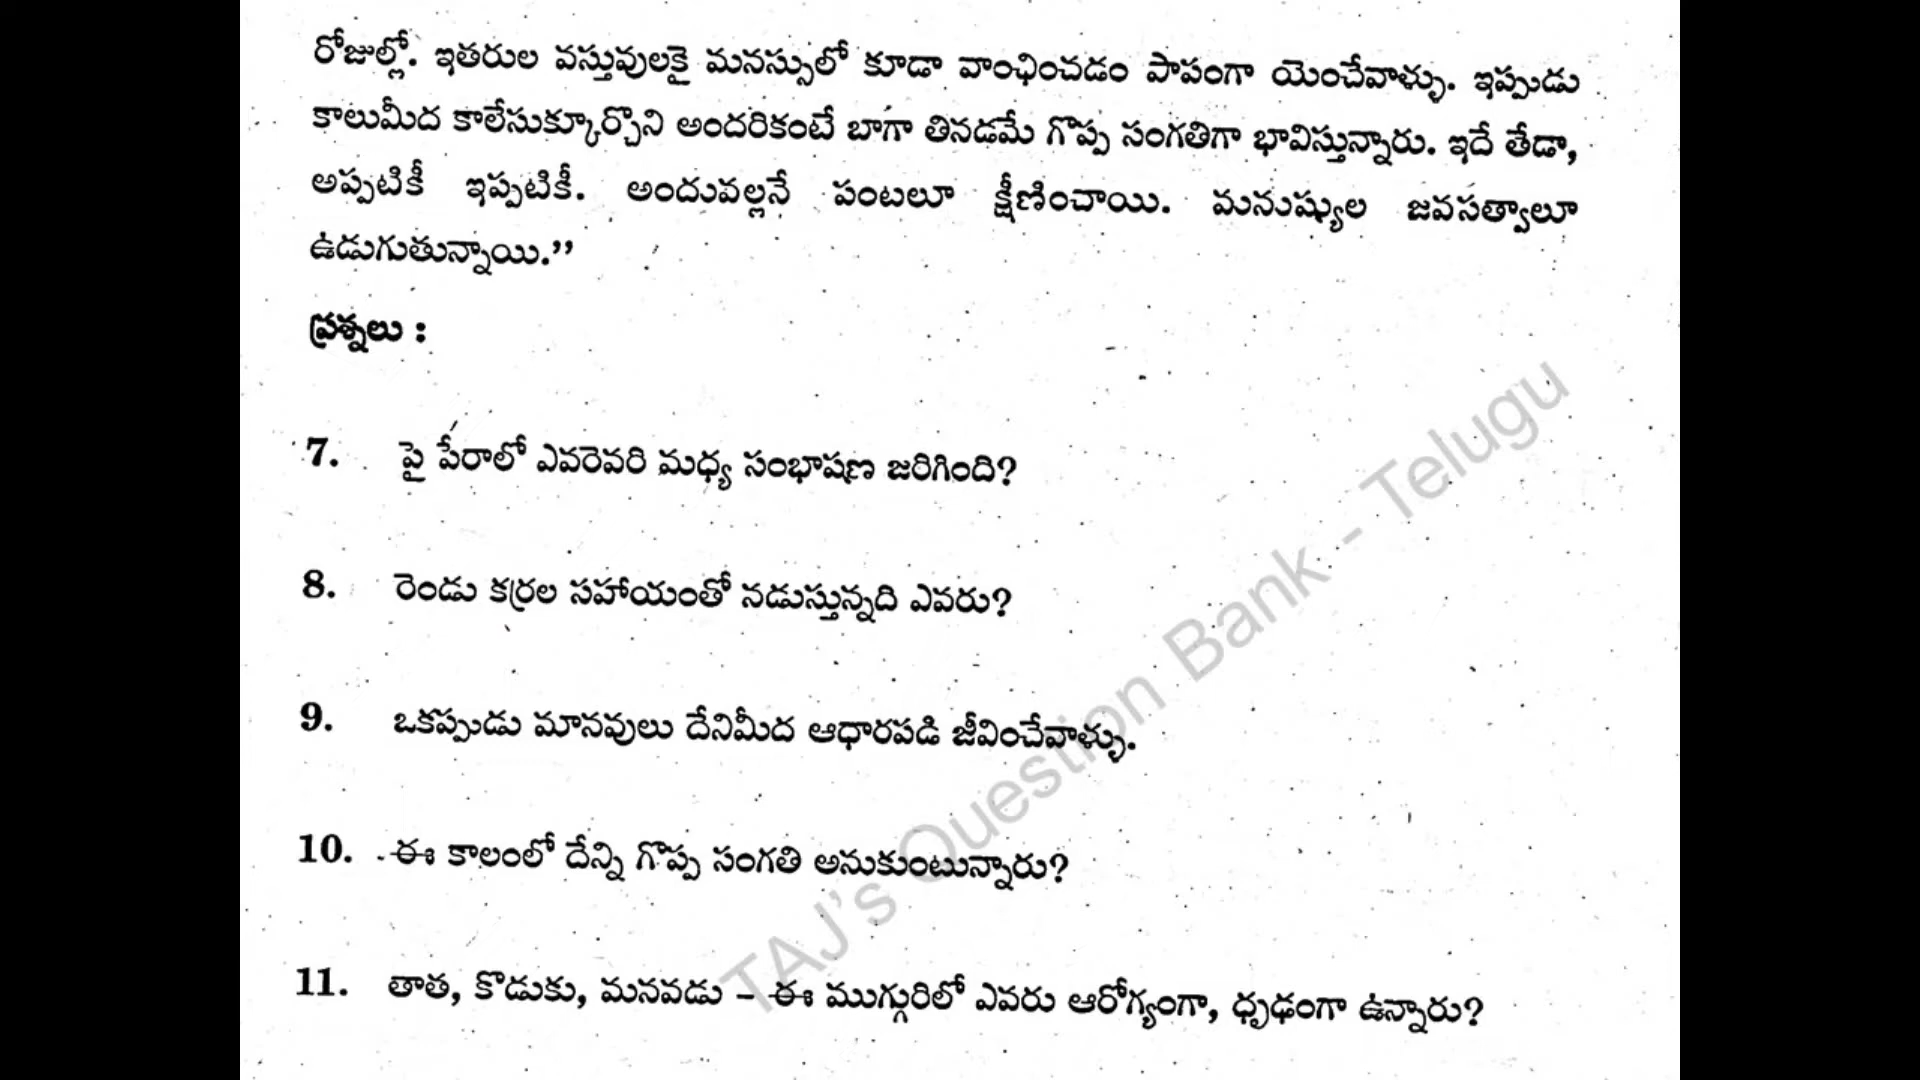 రోజుల్లో. ఇతరుల వస్తువులకై మనస్సులో కూడా వాంఛించడం పాపంగా యెంచేవాళ్ళు. ఇప్పుడు
కాలుమీద కాలేసుక్కూర్చొని అందరికంటే బాగా తినడమే గొప్ప సంగతిగా భావిస్తున్నారు. ఇదే తేడా,
అప్పటికీ ఇప్పటికీ. అందువల్లనే పంటలూ క్షీణించాయి. మనుష్యుల జవసత్వాలూ
ఉడుగుతున్నాయి.”
ప్రశ్నలు :
7. పై పేరాలో ఎవరెవరి మధ్య సంభాషణ జరిగింది?
8. రెండు కర్రల సహాయంతో నడుస్తున్నది ఎవరు?
9. ఒకప్పుడు మానవులు దేనిమీద ఆధారపడి జీవించేవాళ్ళు.
10. ఈ కాలంలో దేన్ని గొప్ప సంగతి అనుకుంటున్నారు?
11. తాత, కొడుకు, మనవడు – ఈ ముగ్గురిలో ఎవరు ఆరోగ్యంగా, ధృఢంగా ఉన్నారు?
TAJ's Question Bank - Telugu